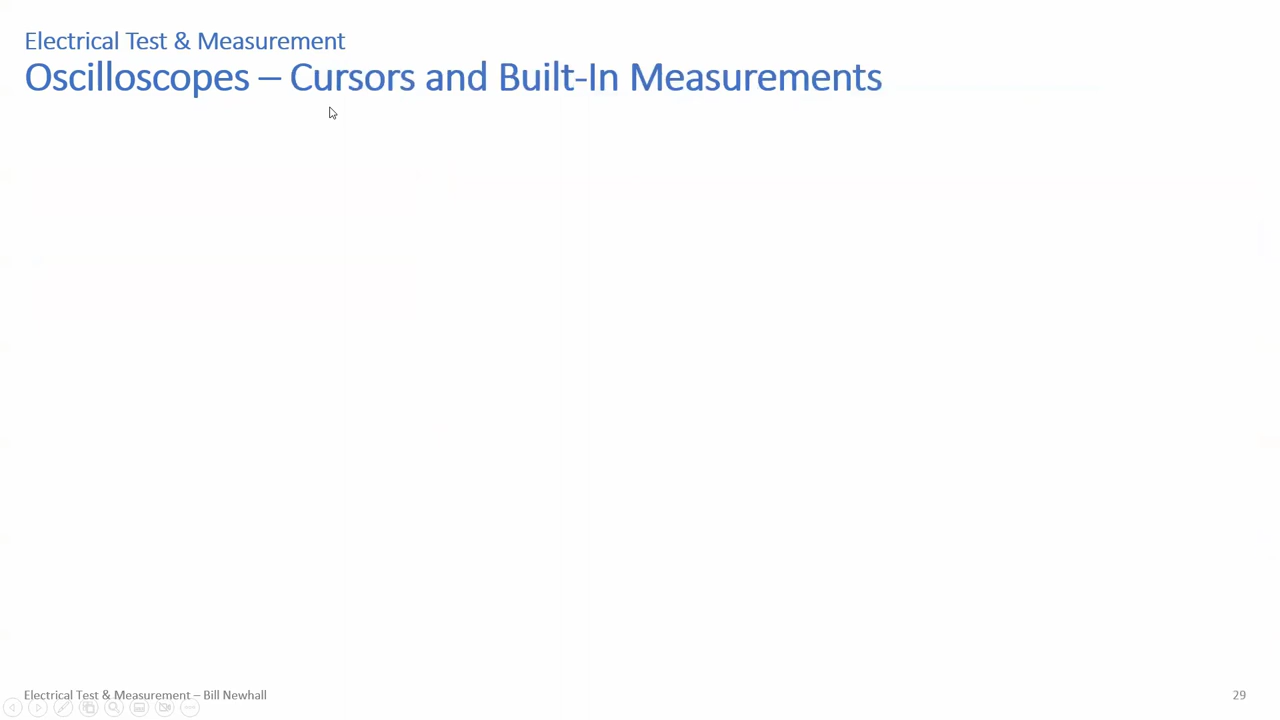 Electrical Test & Measurement
Oscilloscopes – Cursors and Built-In Measurements
Electrical Test & Measurement – Bill Newhall
29